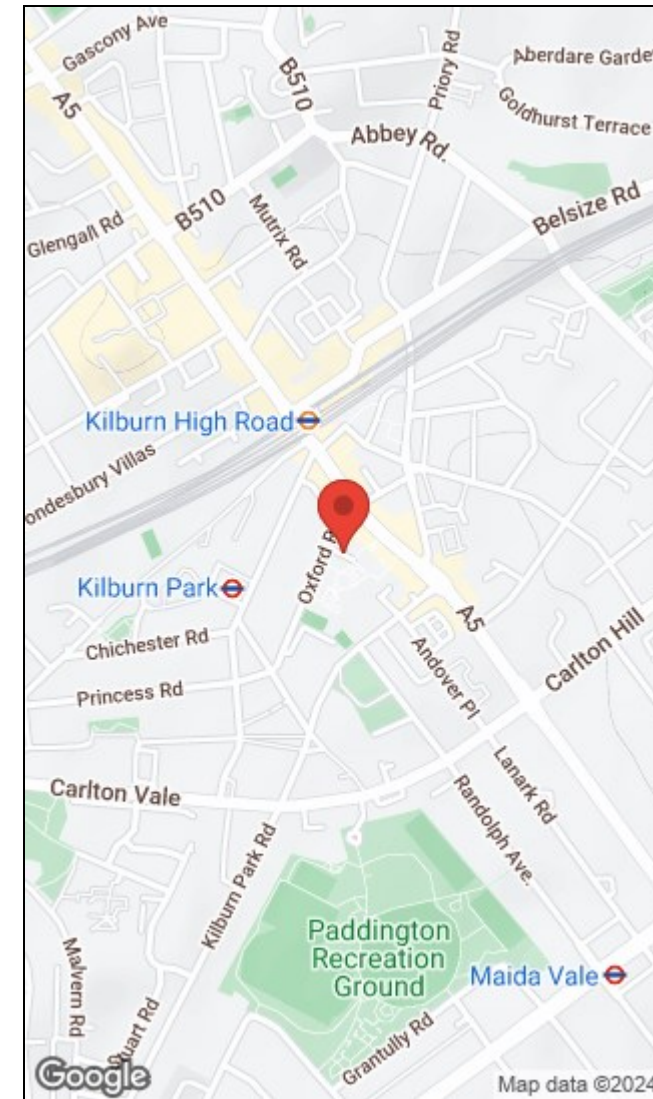 Gascony Ave
B510
Priory Rd
Aberdare Garde
A5
Goldhurst Terrace
Abbey Rd.
B510
Belsize Rd
Mutrix Rd
Glengall Rd
Kilburn High Road
ondesbury Villas
Oxford R
Kilburn Park
A5
Chichester Rd
Carlton Hill
Andover Pl
Princess Rd
Lanark Rd
Carlton Vale
Randolph Ave.
Kilburn Park Rd
Paddington
Recreation
Ground
Malvern Rd
Maida Vale
uart Rd
Grantully Rd
Google
Map data ©2024